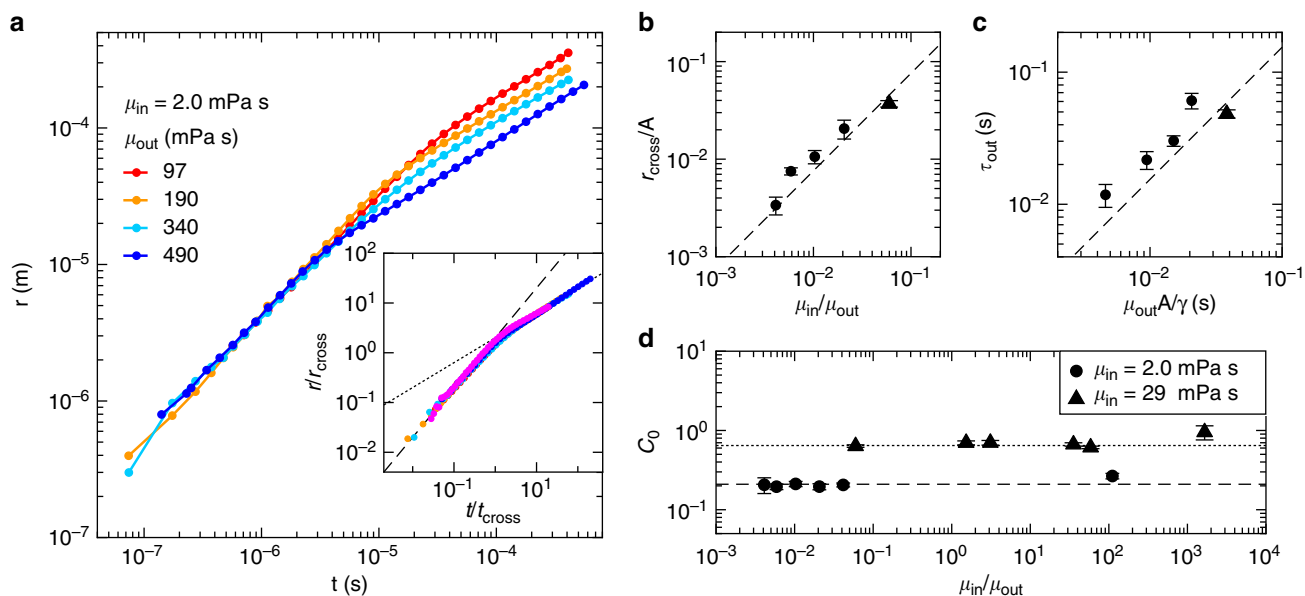 a
r (m)
10⁻⁴
10⁻⁵
10⁻⁶
10⁻⁷
10⁻⁷
10⁻⁶
10⁻⁵
10⁻⁴
t (s)
μin = 2.0 mPa s
μout (mPa s)
97
190
340
490
r/rcross
10²
10¹
10⁰
10⁻¹
10⁻²
10⁻¹
10¹
t/tcross
b
rcross/A
10⁻¹
10⁻²
10⁻³
10⁻³
10⁻²
10⁻¹
μin/μout
c
τout (s)
10⁻¹
10⁻²
10⁻²
10⁻¹
μoutA/γ (s)
d
C₀
10¹
10⁰
10⁻¹
μin = 2.0 mPa s
μin = 29 mPa s
10⁻³
10⁻²
10⁻¹
10⁰
10¹
10²
10³
10⁴
μin/μout